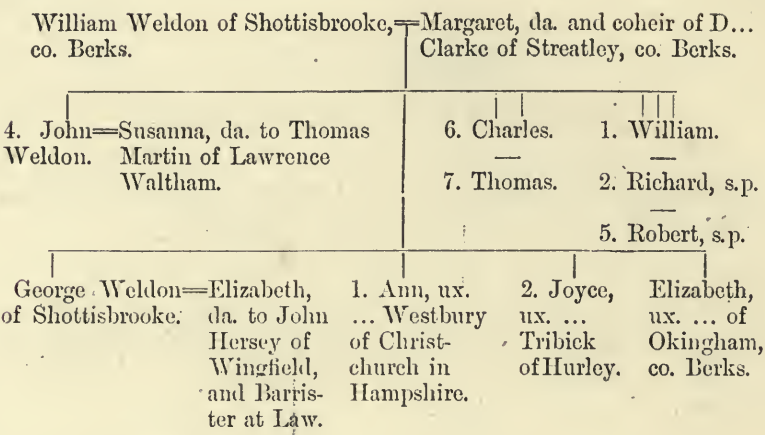 William Weldon of Shottisbrooke,=Margaret, da. and coheir of D...
co. Berks.
Clarke of Streatley, co. Berks.
4. John=Susanna, da. to Thomas
Weldon. Martin of Lawrence
Waltham.
6. Charles.
—
7. Thomas.
1. William.
—
2. Richard, s.p.
—
5. Robert, s.p.
George Weldon=Elizabeth,
of Shottisbrooke.
da. to John
Hersey of
Wingfield,
and Barris-
ter at Law.
1. Ann, ux.
... Westbury
of Christ-
church in
Hampshire.
2. Joyce,
ux. ...
Tribick
of Hurley.
Elizabeth,
ux. ... of
Okingham,
co. Berks.